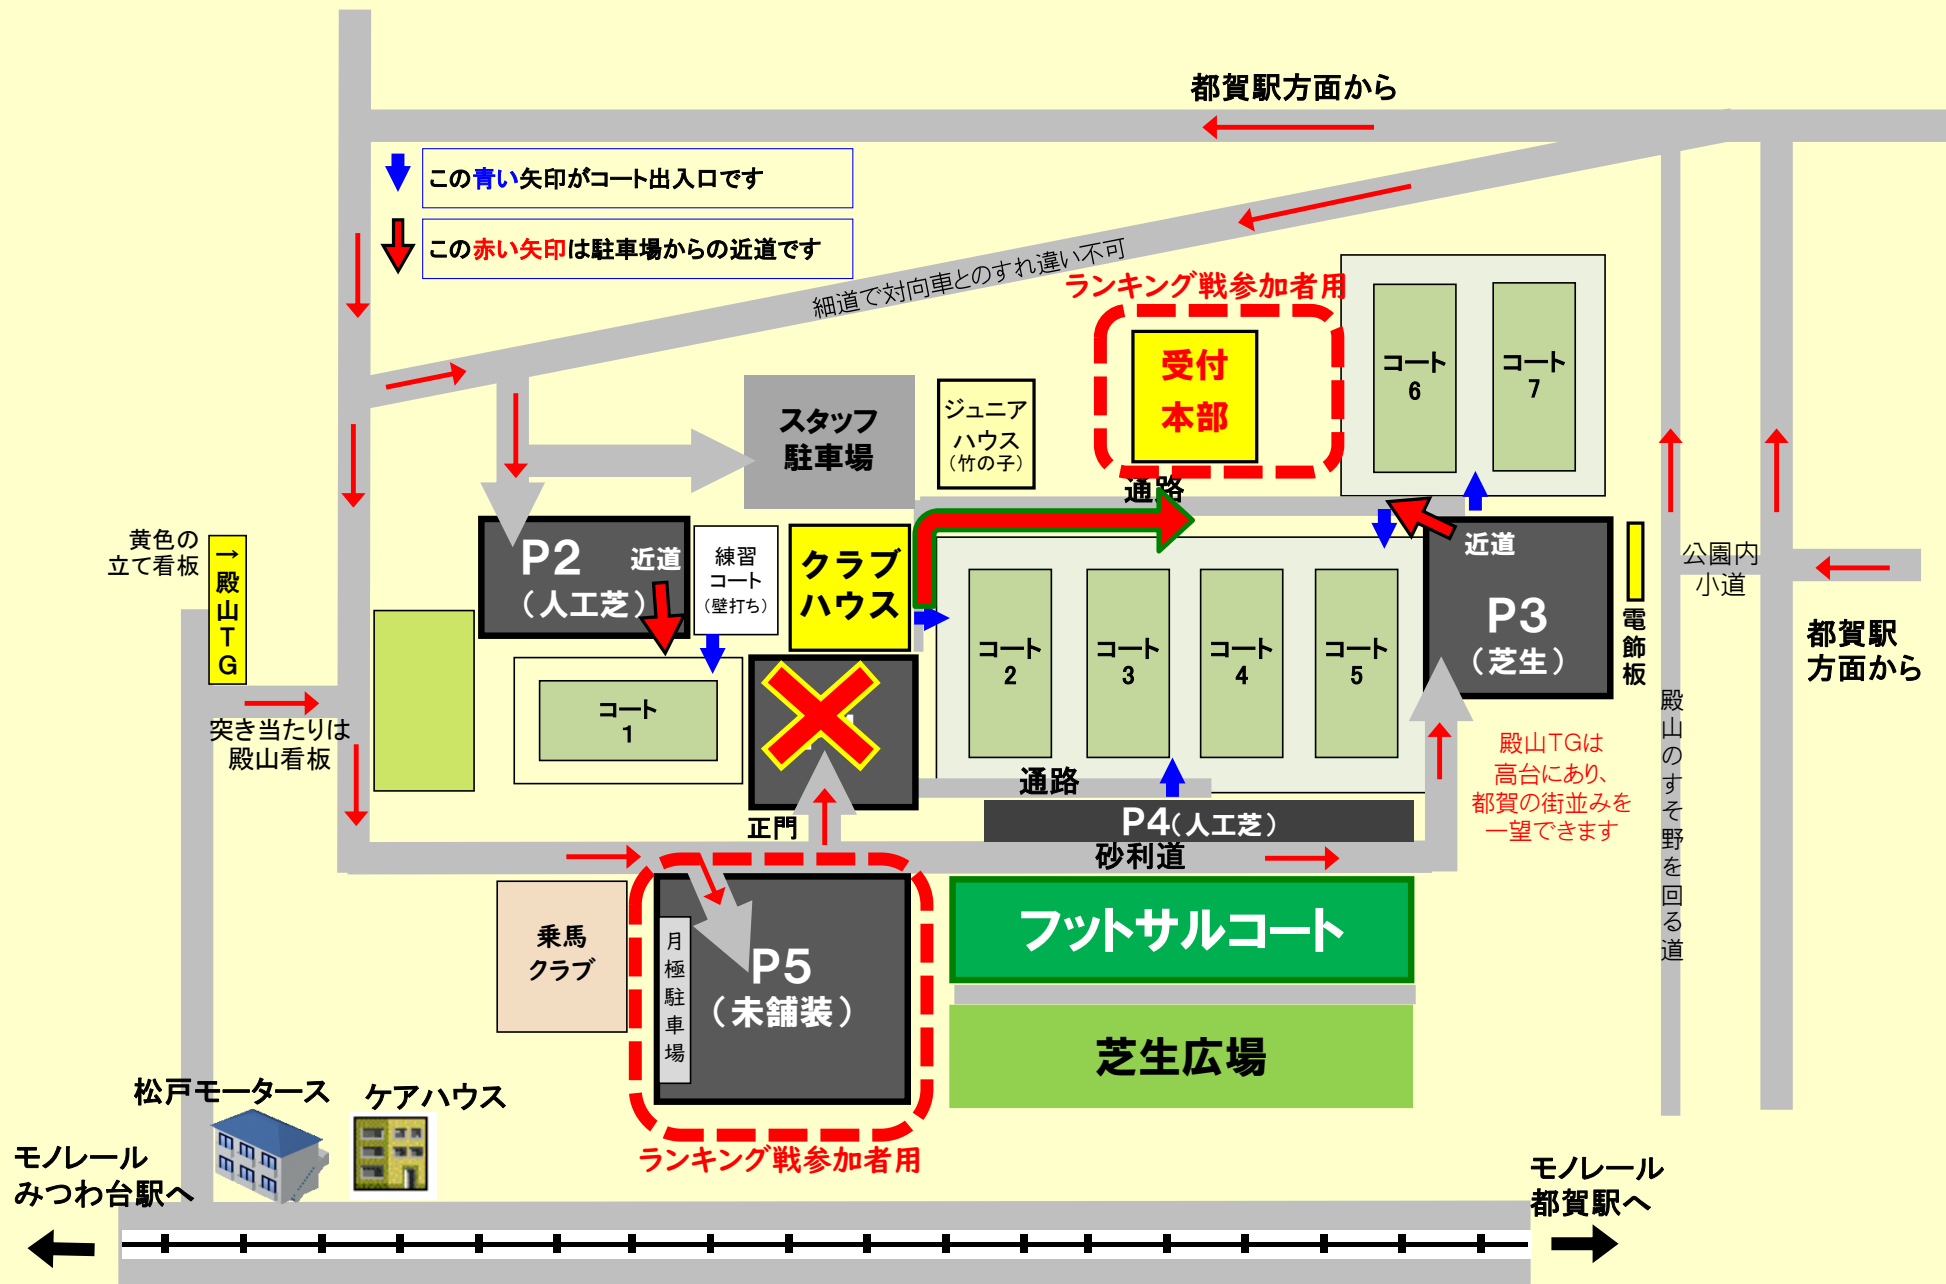 都賀駅方面から
この青い矢印がコート出入口です
この赤い矢印は駐車場からの近道です
細道で対向車とのすれ違い不可
ランキング戦参加者用
受付
本部
コート
6
コート
7
スタッフ
駐車場
ジュニア
ハウス
（竹の子）
通路
黄色の
立て看板
→殿山TG
P2
（人工芝）
近道
練習
コート
（壁打ち）
クラブ
ハウス
近道
P3
（芝生）
電飾板
公園内
小道
都賀駅
方面から
突き当たりは
殿山看板
コート
1
コート
2
コート
3
コート
4
コート
5
殿山のすそ野を回る道
殿山TGは
高台にあり、
都賀の街並みを
一望できます
正門
通路
P4（人工芝）
砂利道
乗馬
クラブ
月極駐車場
P5
（未舗装）
フットサルコート
芝生広場
ランキング戦参加者用
松戸モータース
ケアハウス
モノレール
みつわ台駅へ
モノレール
都賀駅へ